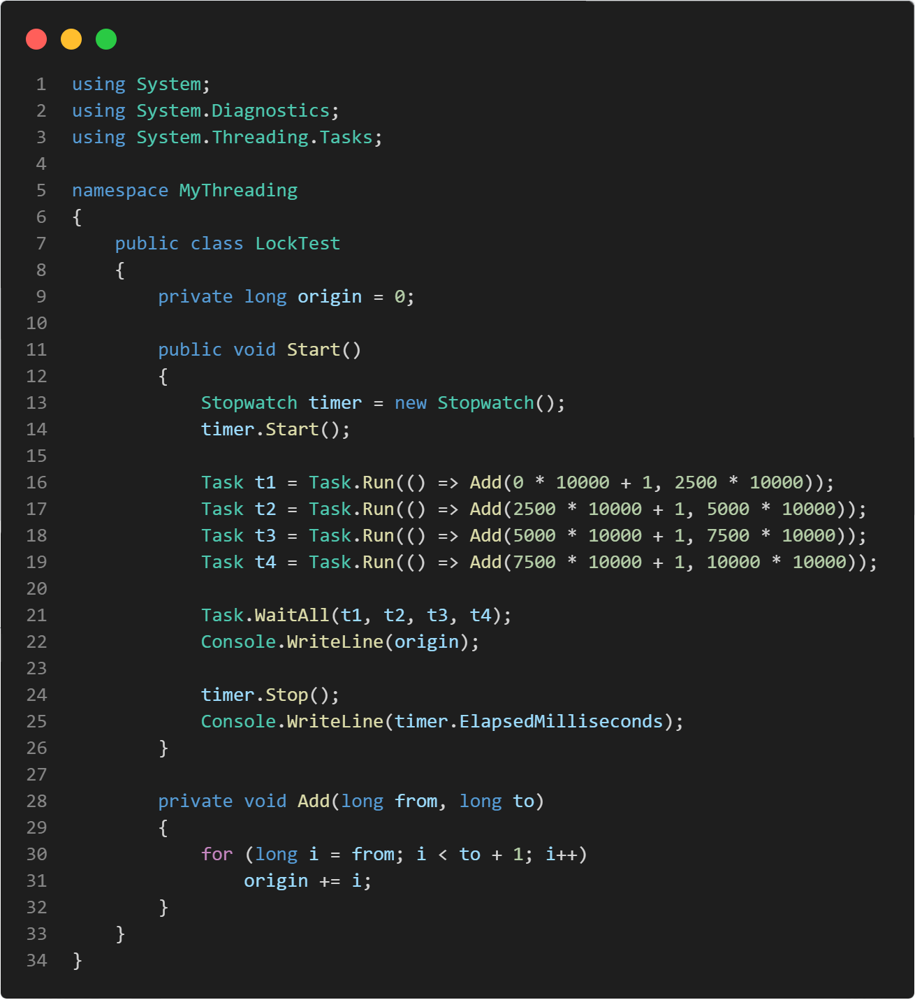 1 using System;
2 using System.Diagnostics;
3 using System.Threading.Tasks;
4
5 namespace MyThreading
6 {
7     public class LockTest
8     {
9         private long origin = 0;
10
11         public void Start()
12         {
13             Stopwatch timer = new Stopwatch();
14             timer.Start();
15
16             Task t1 = Task.Run(() => Add(0 * 10000 + 1, 2500 * 10000));
17             Task t2 = Task.Run(() => Add(2500 * 10000 + 1, 5000 * 10000));
18             Task t3 = Task.Run(() => Add(5000 * 10000 + 1, 7500 * 10000));
19             Task t4 = Task.Run(() => Add(7500 * 10000 + 1, 10000 * 10000));
20
21             Task.WaitAll(t1, t2, t3, t4);
22             Console.WriteLine(origin);
23
24             timer.Stop();
25             Console.WriteLine(timer.ElapsedMilliseconds);
26         }
27
28         private void Add(long from, long to)
29         {
30             for (long i = from; i < to + 1; i++)
31                 origin += i;
32         }
33     }
34 }